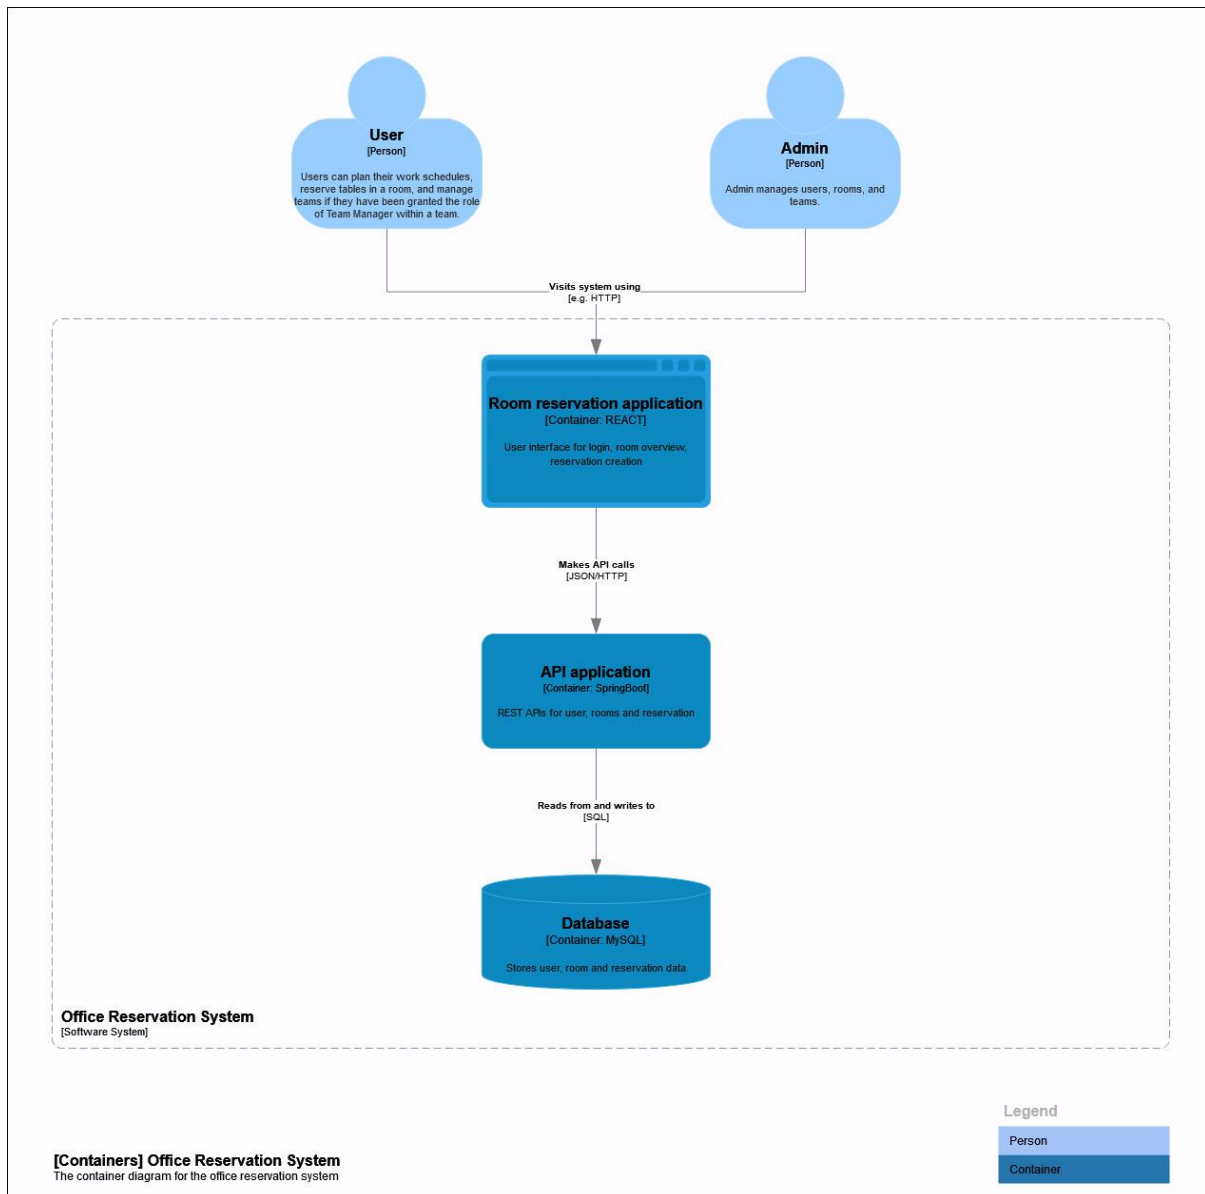 User
[Person]
Users can plan their work schedules,
reserve tables in a room, and manage
teams if they have been granted the role
of Team Manager within a team.
Admin
[Person]
Admin manages users, rooms, and
teams.
Visits system using
[e.g. HTTP]
Room reservation application
[Container: REACT]
User interface for login, room overview,
reservation creation
Makes API calls
[JSON/HTTP]
API application
[Container: SpringBoot]
REST APIs for user, rooms and reservation
Reads from and writes to
[SQL]
Database
[Container: MySQL]
Stores user, room and reservation data
Office Reservation System
[Software System]
Legend
Person
Container
[Containers] Office Reservation System
The container diagram for the office reservation system